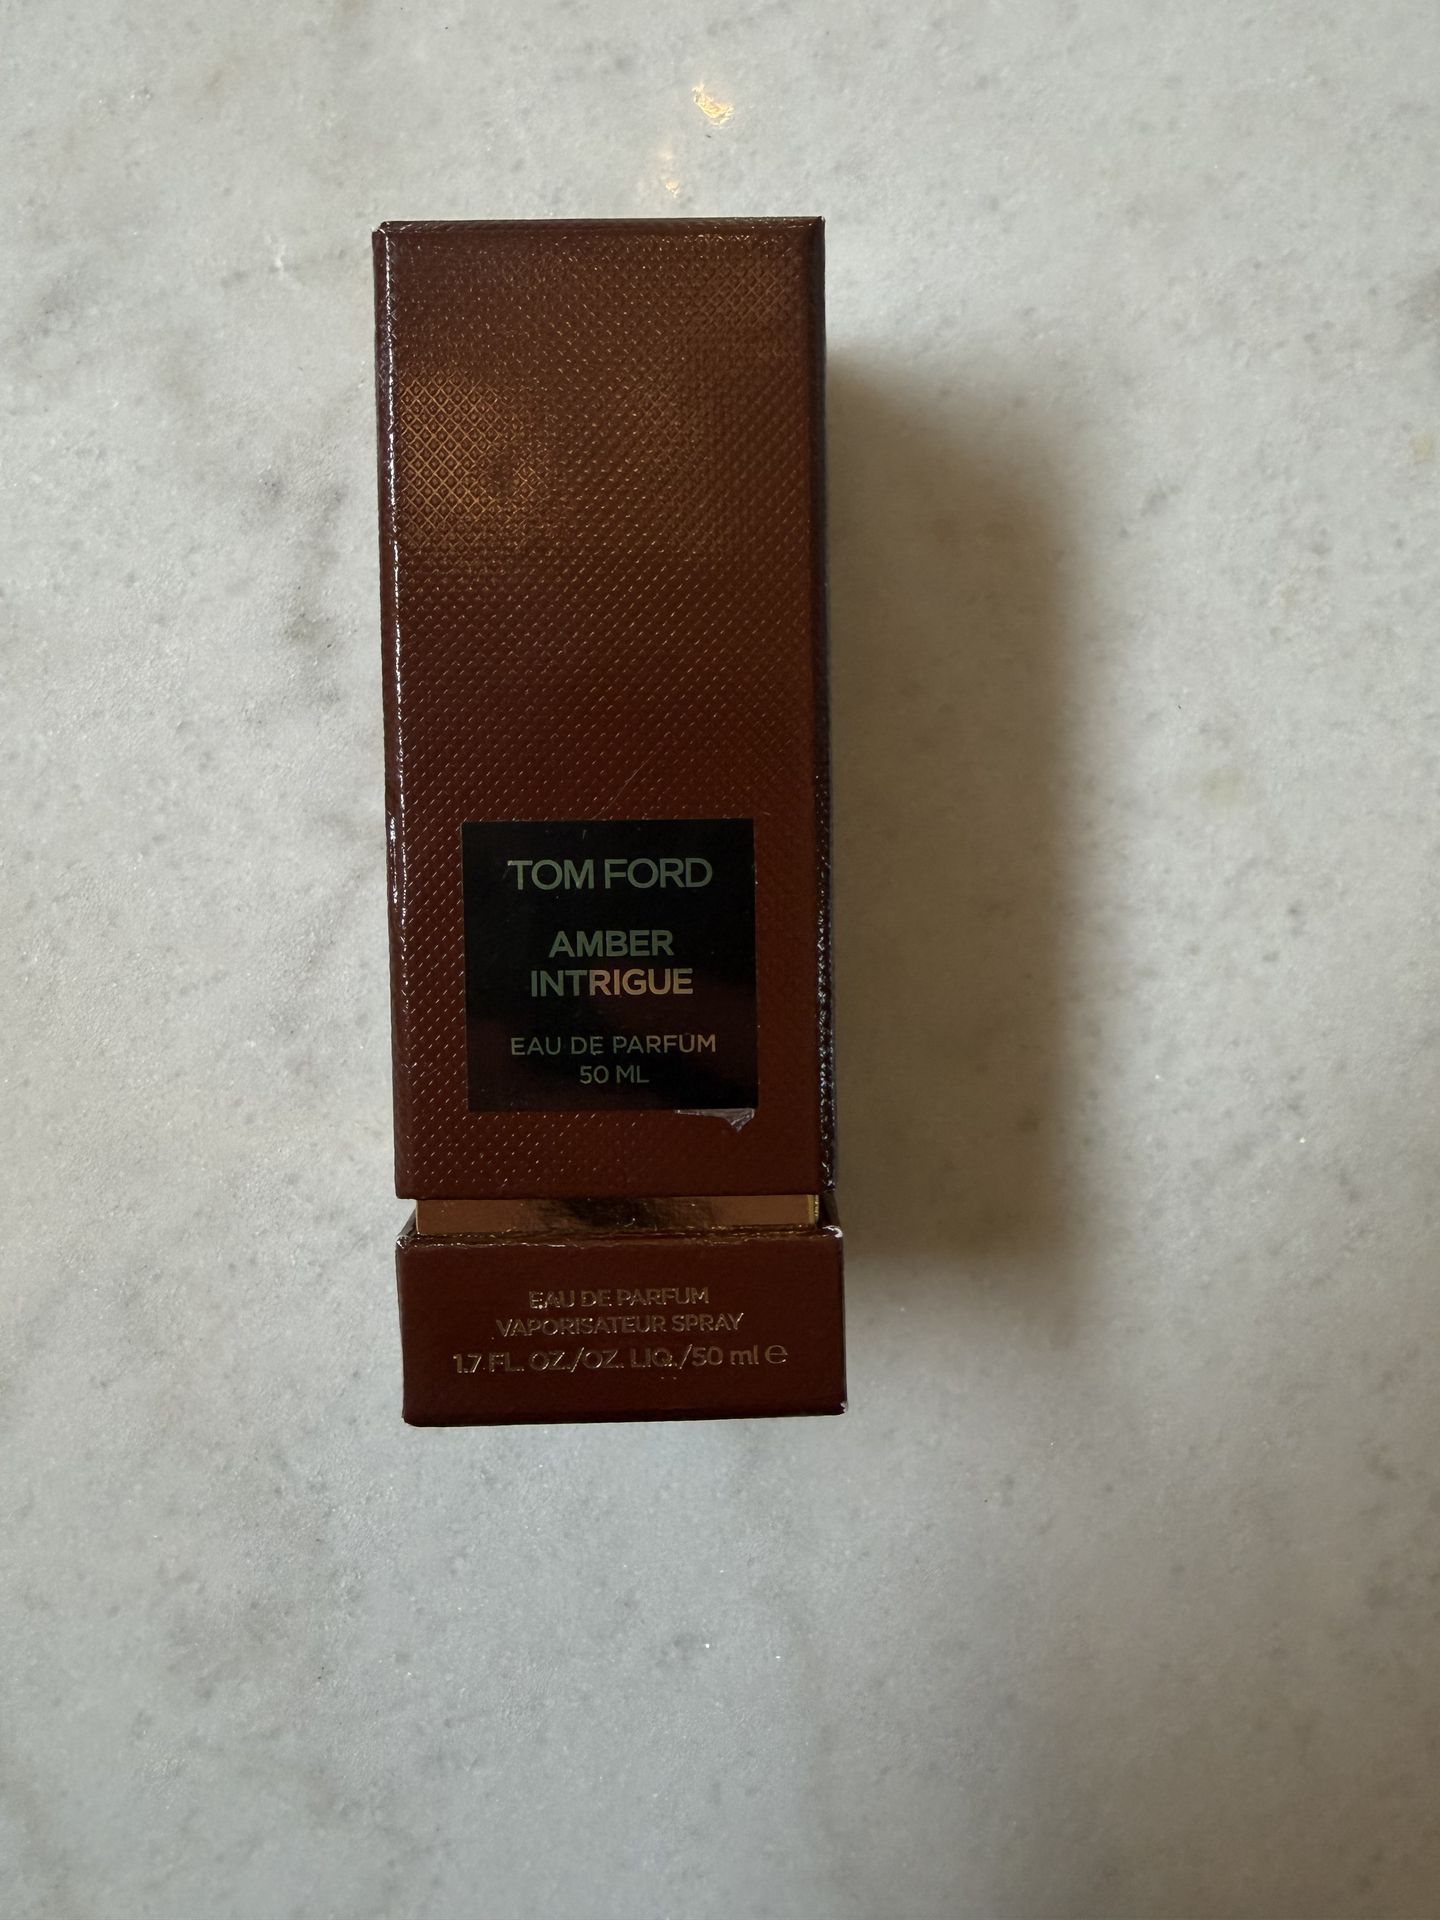 TOM FORD
AMBER
INTRIGUE
EAU DE PARFUM
50 ML
EAU DE PARFUM
VAPORISATEUR SPRAY
1.7 FL. OZ./OZ. LIQ./50 ml ℮